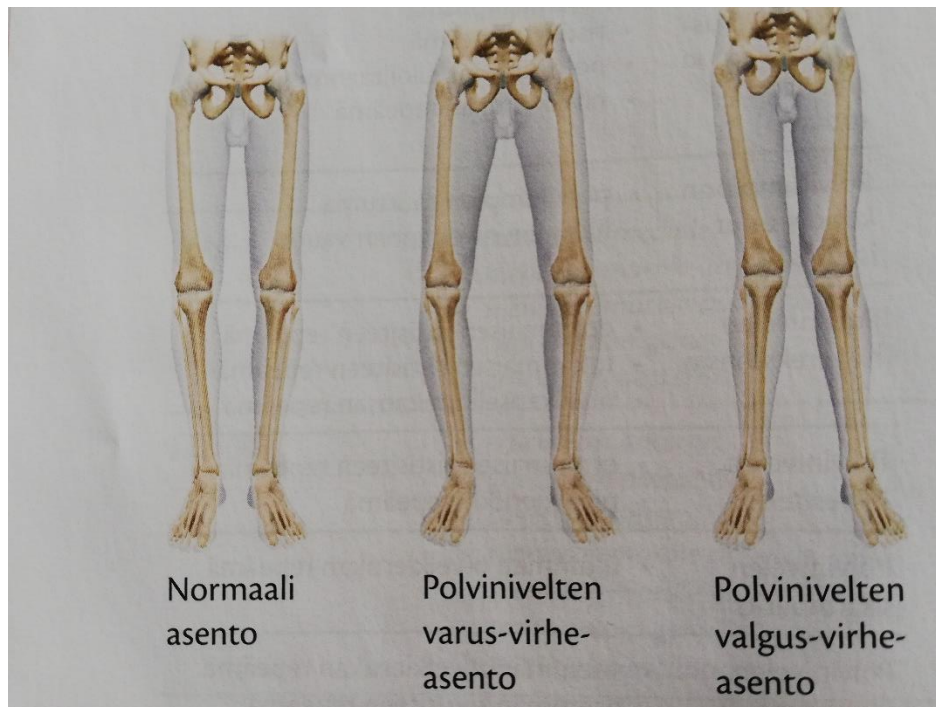 Normaali
asento
Polvinivelten
varus-virhe-
asento
Polvinivelten
valgus-virhe-
asento